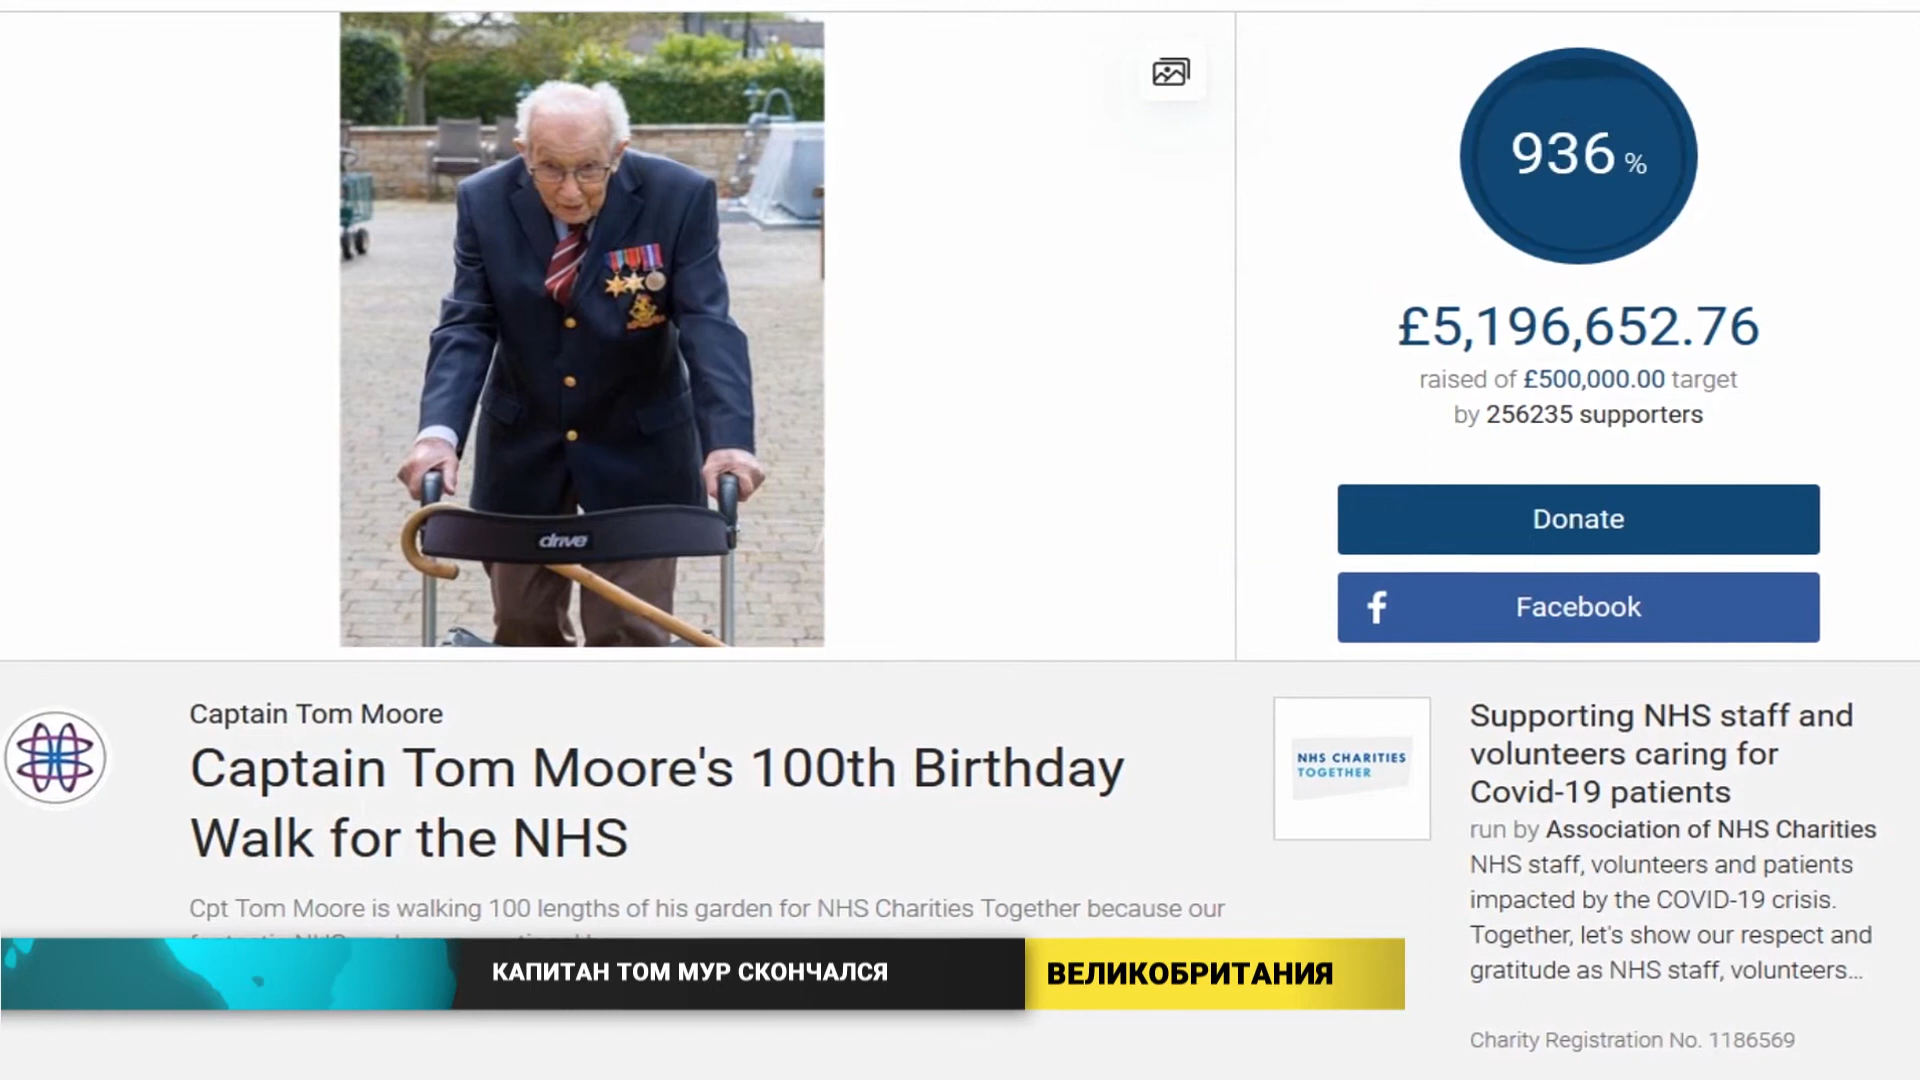 936 %
£5,196,652.76
raised of £500,000.00 target
by 256235 supporters
Donate
Facebook
drive
Captain Tom Moore
Captain Tom Moore's 100th Birthday
Walk for the NHS
Cpt Tom Moore is walking 100 lengths of his garden for NHS Charities Together because our
NHS CHARITIES
TOGETHER
Supporting NHS staff and
volunteers caring for
Covid-19 patients
run by Association of NHS Charities
NHS staff, volunteers and patients
impacted by the COVID-19 crisis.
Together, let's show our respect and
gratitude as NHS staff, volunteers...
Charity Registration No. 1186569
КАПИТАН ТОМ МУР СКОНЧАЛСЯ
ВЕЛИКОБРИТАНИЯ